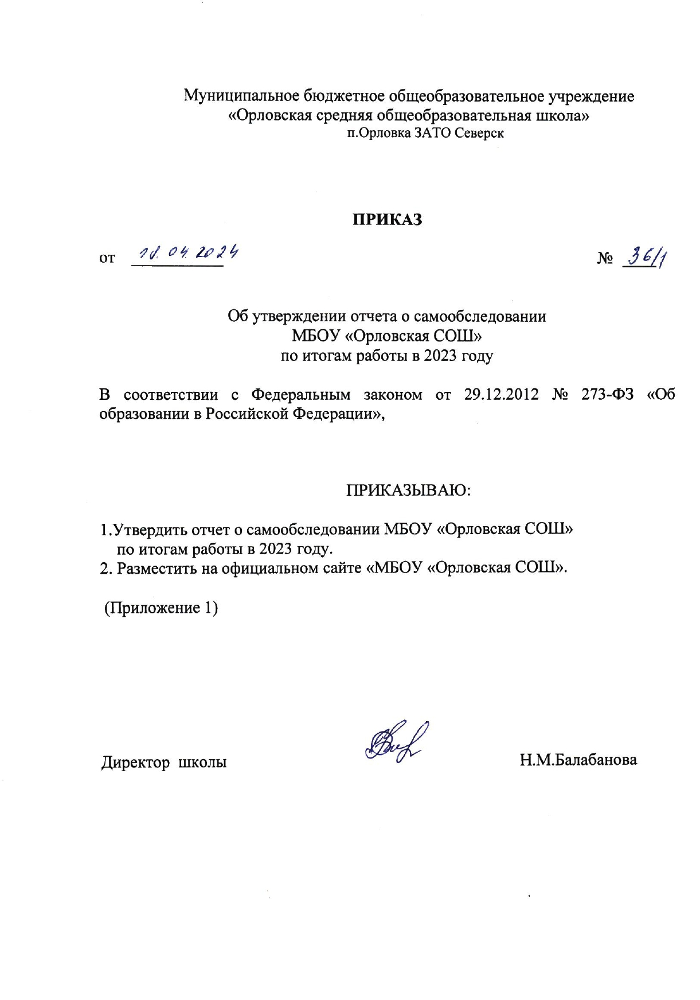 Муниципальное бюджетное общеобразовательное учреждение
«Орловская средняя общеобразовательная школа»
п.Орловка ЗАТО Северск
ПРИКАЗ
от 18.04.2024 № 36/1
Об утверждении отчета о самообследовании
МБОУ «Орловская СОШ»
по итогам работы в 2023 году
В соответствии с Федеральным законом от 29.12.2012 № 273-ФЗ «Об
образовании в Российской Федерации»,
ПРИКАЗЫВАЮ:
1.Утвердить отчет о самообследовании МБОУ «Орловская СОШ»
по итогам работы в 2023 году.
2. Разместить на официальном сайте «МБОУ «Орловская СОШ».
(Приложение 1)
Директор школы Н.М.Балабанова